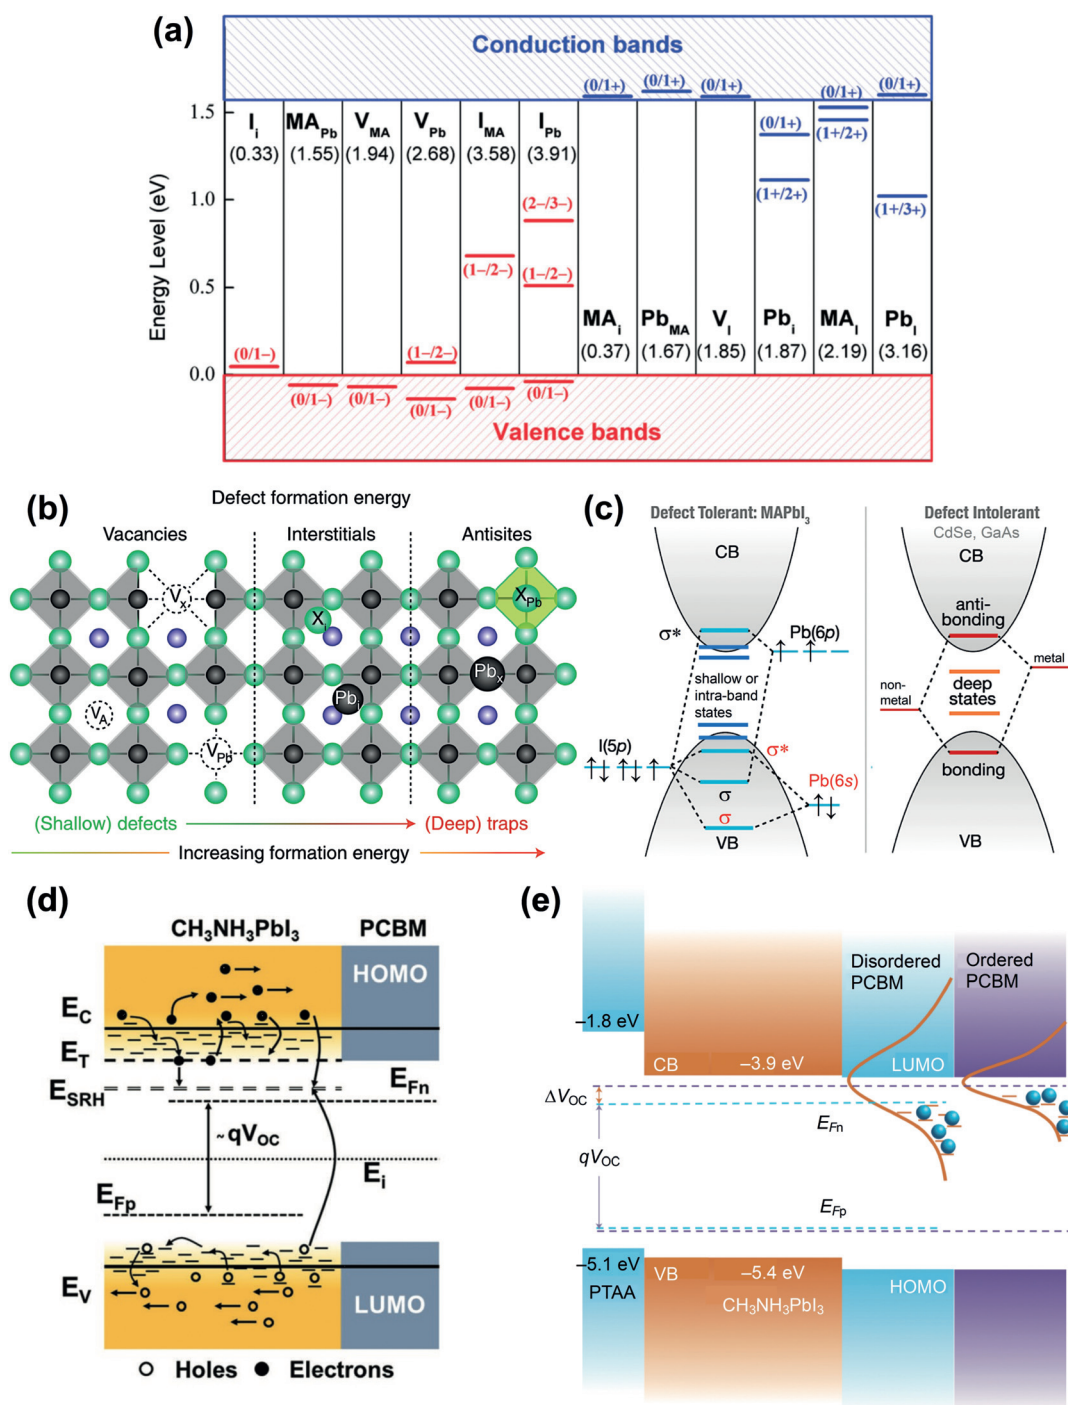 (a)
Conduction bands
(0/1+) (0/1+) (0/1+) (0/1+) (0/1+)
1.5
I_i MA_Pb V_MA V_Pb I_MA I_Pb
(0/1+) (1+/2+)
(0.33) (1.55) (1.94) (2.68) (3.58) (3.91)
1.0
(2–/3–) (1+/2+) (1+/3+)
Energy Level (eV)
(1–/2–) (1–/2–)
0.5
MA_i Pb_MA V_I Pb_i MA_I Pb_I
(0.37) (1.67) (1.85) (1.87) (2.19) (3.16)
(0/1–) (1–/2–)
0.0
(0/1–) (0/1–) (0/1–) (0/1–) (0/1–)
Valence bands
(b)
Defect formation energy
Vacancies Interstitials Antisites
V_x X_i X_Pb
V_A Pb_i Pb_x
V_Pb
(Shallow) defects (Deep) traps
Increasing formation energy
(c)
Defect Tolerant: MAPbI₃
CB
σ* Pb(6p)
shallow or
intra-band
states
I(5p) σ*
σ Pb(6s)
σ
VB
Defect Intolerant
CdSe, GaAs
CB
anti-
bonding
metal
non-
metal
deep
states
bonding
VB
(d)
CH₃NH₃PbI₃ PCBM
HOMO
E_C
E_T
E_SRH E_Fn
~qV_OC
E_i
E_Fp
E_V LUMO
Holes Electrons
(e)
Disordered
PCBM
Ordered
PCBM
–1.8 eV
CB –3.9 eV LUMO
ΔV_OC
E_Fn
qV_OC
E_Fp
–5.1 eV
PTAA
VB –5.4 eV HOMO
CH₃NH₃PbI₃